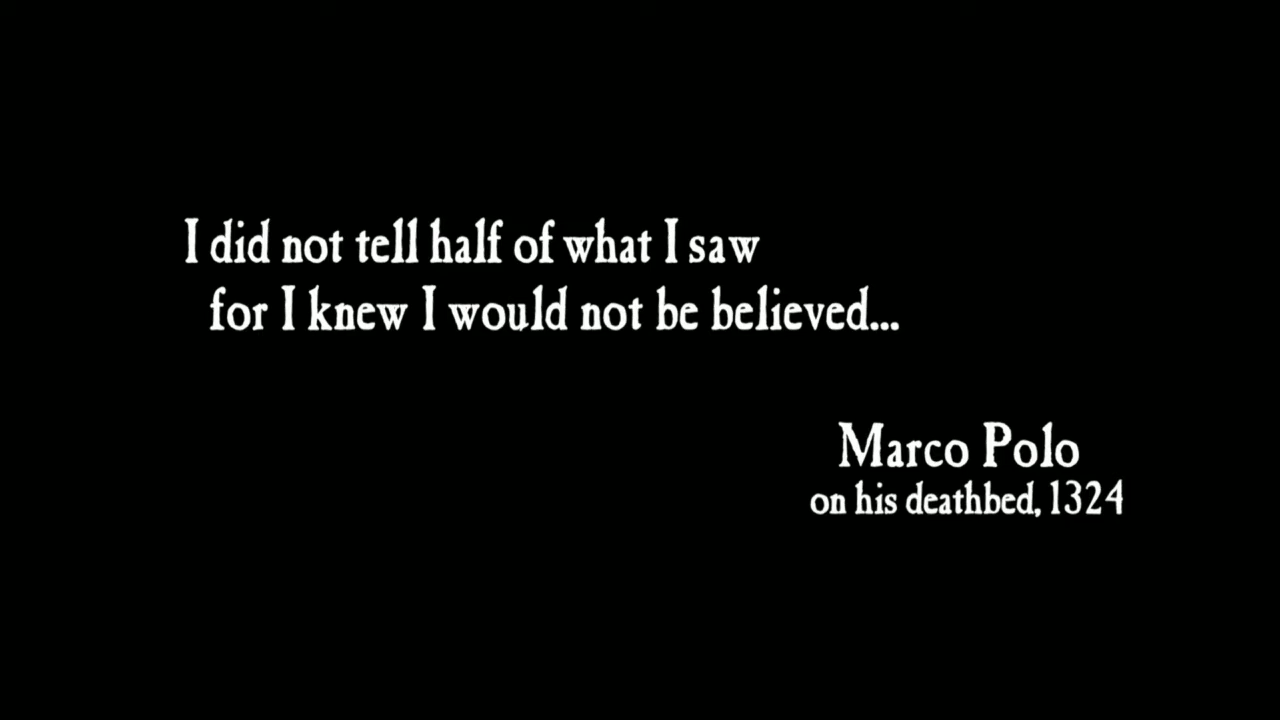 I did not tell half of what I saw
for I knew I would not be believed...
Marco Polo
on his deathbed, 1324